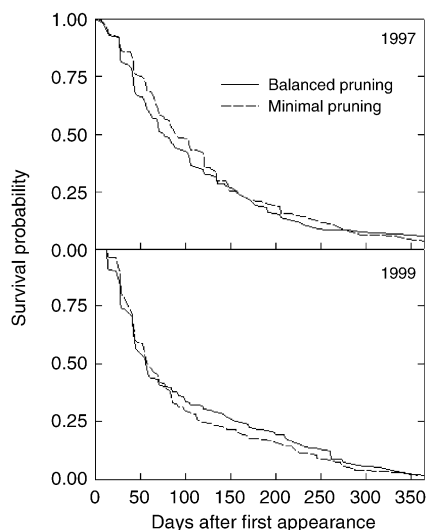 1.00
1997
0.75
Balanced pruning
Minimal pruning
0.50
0.25
0.00
Survival probability
1999
0.75
0.50
0.25
0.00
0 50 100 150 200 250 300 350
Days after first appearance